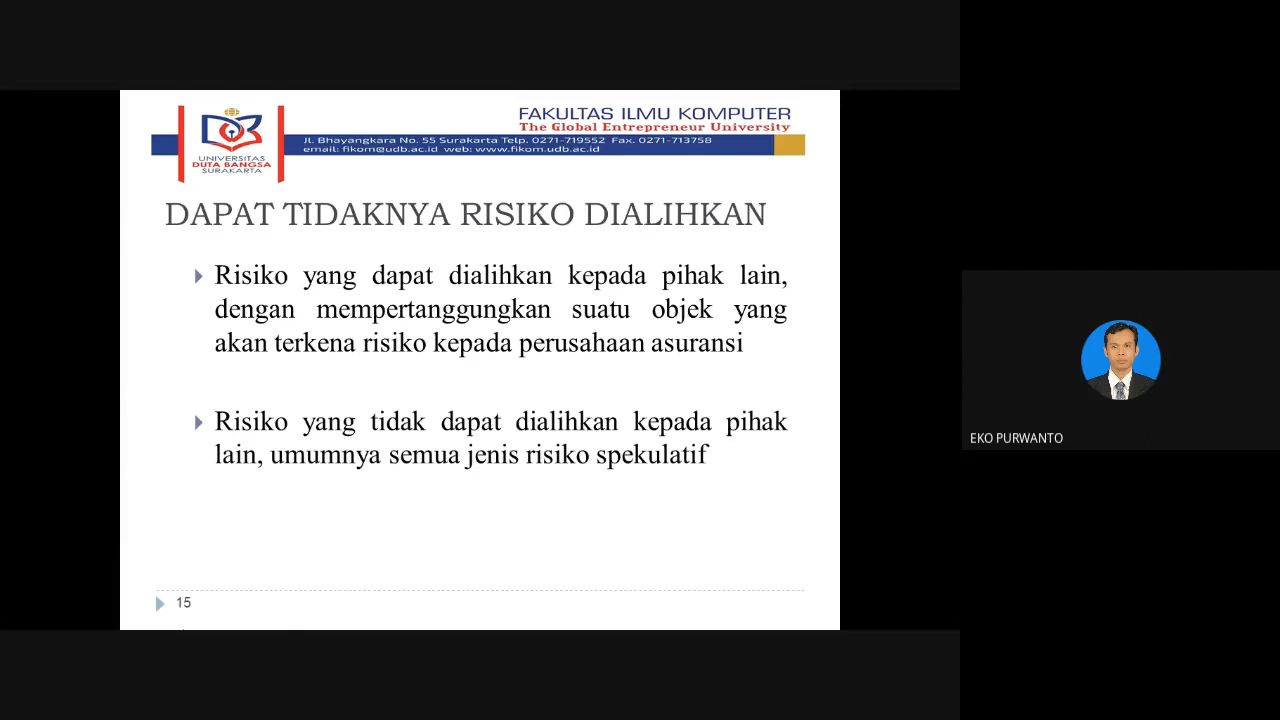 FAKULTAS ILMU KOMPUTER
The Global Entrepreneur University
Jl. Bhayangkara No. 55 Surakarta Telp. 0271-719552 Fax. 0271-713758
email: fikom@udb.ac.id web: www.fikom.udb.ac.id
UNIVERSITAS
DUTA BANGSA
SURAKARTA
DAPAT TIDAKNYA RISIKO DIALIHKAN
Risiko yang dapat dialihkan kepada pihak lain,
dengan mempertanggungkan suatu objek yang
akan terkena risiko kepada perusahaan asuransi
Risiko yang tidak dapat dialihkan kepada pihak
lain, umumnya semua jenis risiko spekulatif
15
EKO PURWANTO